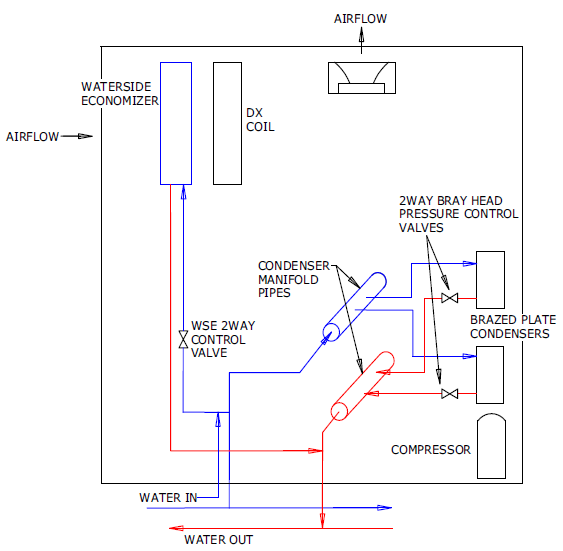 AIRFLOW
WATERSIDE
ECONOMIZER
DX
COIL
AIRFLOW
2WAY BRAY HEAD
PRESSURE CONTROL
VALVES
CONDENSER
MANIFOLD
PIPES
WSE 2WAY
CONTROL
VALVE
BRAZED PLATE
CONDENSERS
COMPRESSOR
WATER IN
WATER OUT